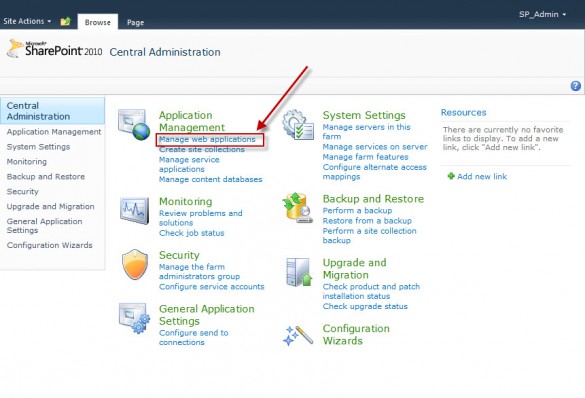 SP_Admin
Site Actions
Browse
Page
Microsoft
SharePoint 2010
Central Administration
Central
Administration
Application Management
System Settings
Monitoring
Backup and Restore
Security
Upgrade and Migration
General Application
Settings
Configuration Wizards
Application
Management
Manage web applications
Create site collections
Manage service
applications
Manage content databases
Monitoring
Review problems and
solutions
Check job status
Security
Manage the farm
administrators group
Configure service accounts
General Application
Settings
Configure send to
connections
System Settings
Manage servers in this
farm
Manage services on server
Manage farm features
Configure alternate access
mappings
Backup and Restore
Perform a backup
Restore from a backup
Perform a site collection
backup
Upgrade and
Migration
Check product and patch
installation status
Check upgrade status
Configuration
Wizards
Resources
There are currently no favorite
links to display. To add a new
link, click "Add new link".
Add new link